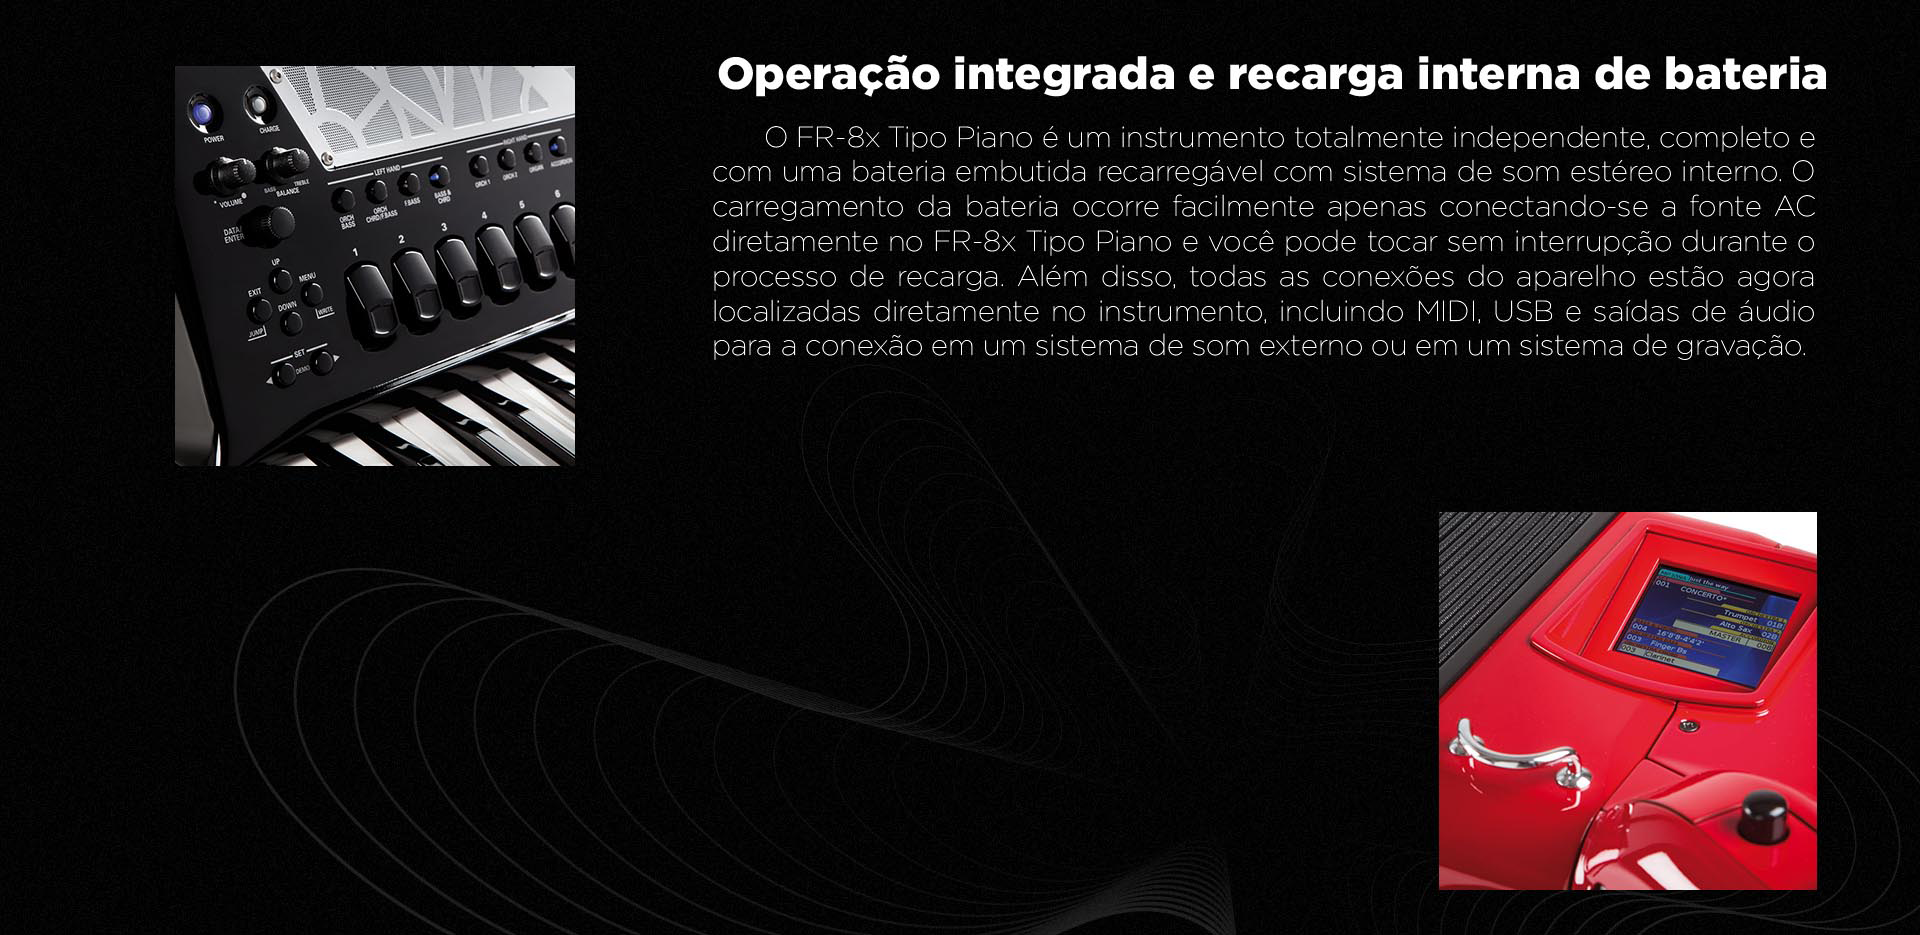 Operação integrada e recarga interna de bateria
O FR-8x Tipo Piano é um instrumento totalmente independente, completo e
com uma bateria embutida recarregável com sistema de som estéreo interno. O
carregamento da bateria ocorre facilmente apenas conectando-se a fonte AC
diretamente no FR-8x Tipo Piano e você pode tocar sem interrupção durante o
processo de recarga. Além disso, todas as conexões do aparelho estão agora
localizadas diretamente no instrumento, incluindo MIDI, USB e saídas de áudio
para a conexão em um sistema de som externo ou em um sistema de gravação.
POWER
CHARGE
VOLUME
BASS
TREBLE
BALANCE
DATA/
ENTER
UP
EXIT
MENU
DOWN
JUMP
WRITE
SET
DEMO
LEFT HAND
RIGHT HAND
ORCH
BASS
ORCH
CHRD/F.BASS
F.BASS
BASS &
CHRD
ORCH 1
ORCH 2
ORGAN
ACCORDION
1
2
3
4
5
6
Just the way
001 CONCERTO*
Trumpet 01B
Alto Sax 02B
MASTER 00B
004 16'8'8-4'4'2'
003 Finger Bs
003 Clarinet